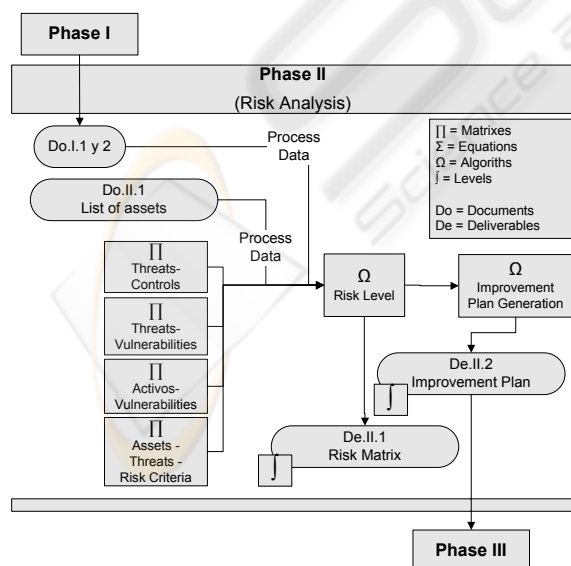 Phase I
Phase II
(Risk Analysis)
Do.I.1 y 2
Process
Data
∏ = Matrixes
Σ = Equations
Ω = Algoriths
∫ = Levels
Do = Documents
De = Deliverables
Do.II.1
List of assets
Process
Data
∏
Threats-
Controls
∏
Threats-
Vulnerabilities
∏
Activos-
Vulnerabilities
∏
Assets -
Threats -
Risk Criteria
Ω
Risk Level
Ω
Improvement
Plan Generation
De.II.2
Improvement Plan
∫
De.II.1
Risk Matrix
∫
Phase III
Science a